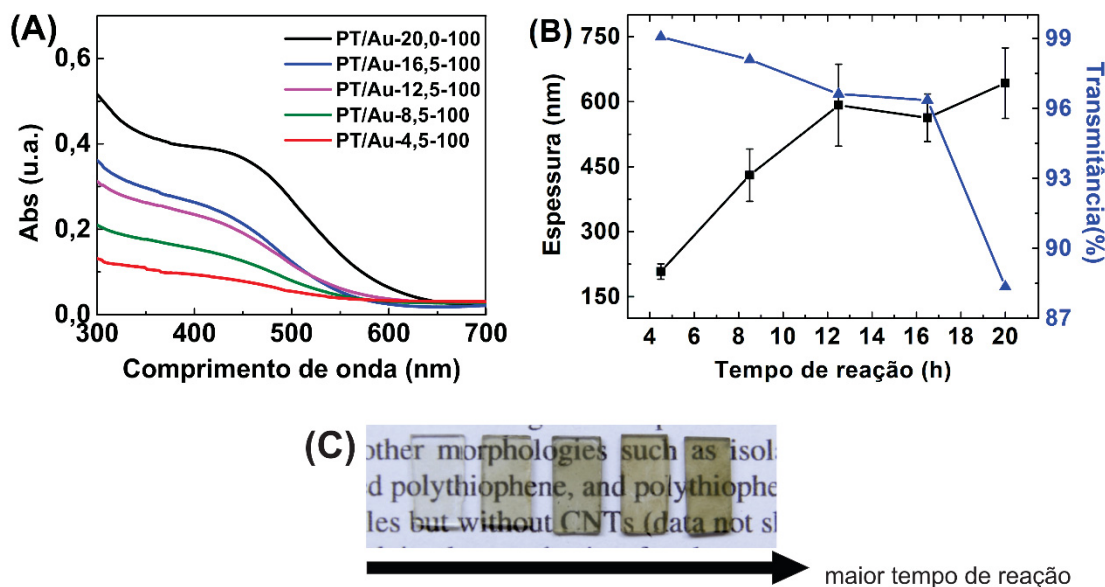 (A)
0,6
0,4
0,2
0,0
Abs (u.a.)
PT/Au-20,0-100
PT/Au-16,5-100
PT/Au-12,5-100
PT/Au-8,5-100
PT/Au-4,5-100
300 400 500 600 700
Comprimento de onda (nm)
(B)
750
600
450
300
150
Espessura (nm)
99
96
93
90
87
Transmitância(%)
4 6 8 10 12 14 16 18 20
Tempo de reação (h)
(C)
other morphologies such as isola
ed polythiophene, and polythiophe
les but without CNTs (data not sh
maior tempo de reação